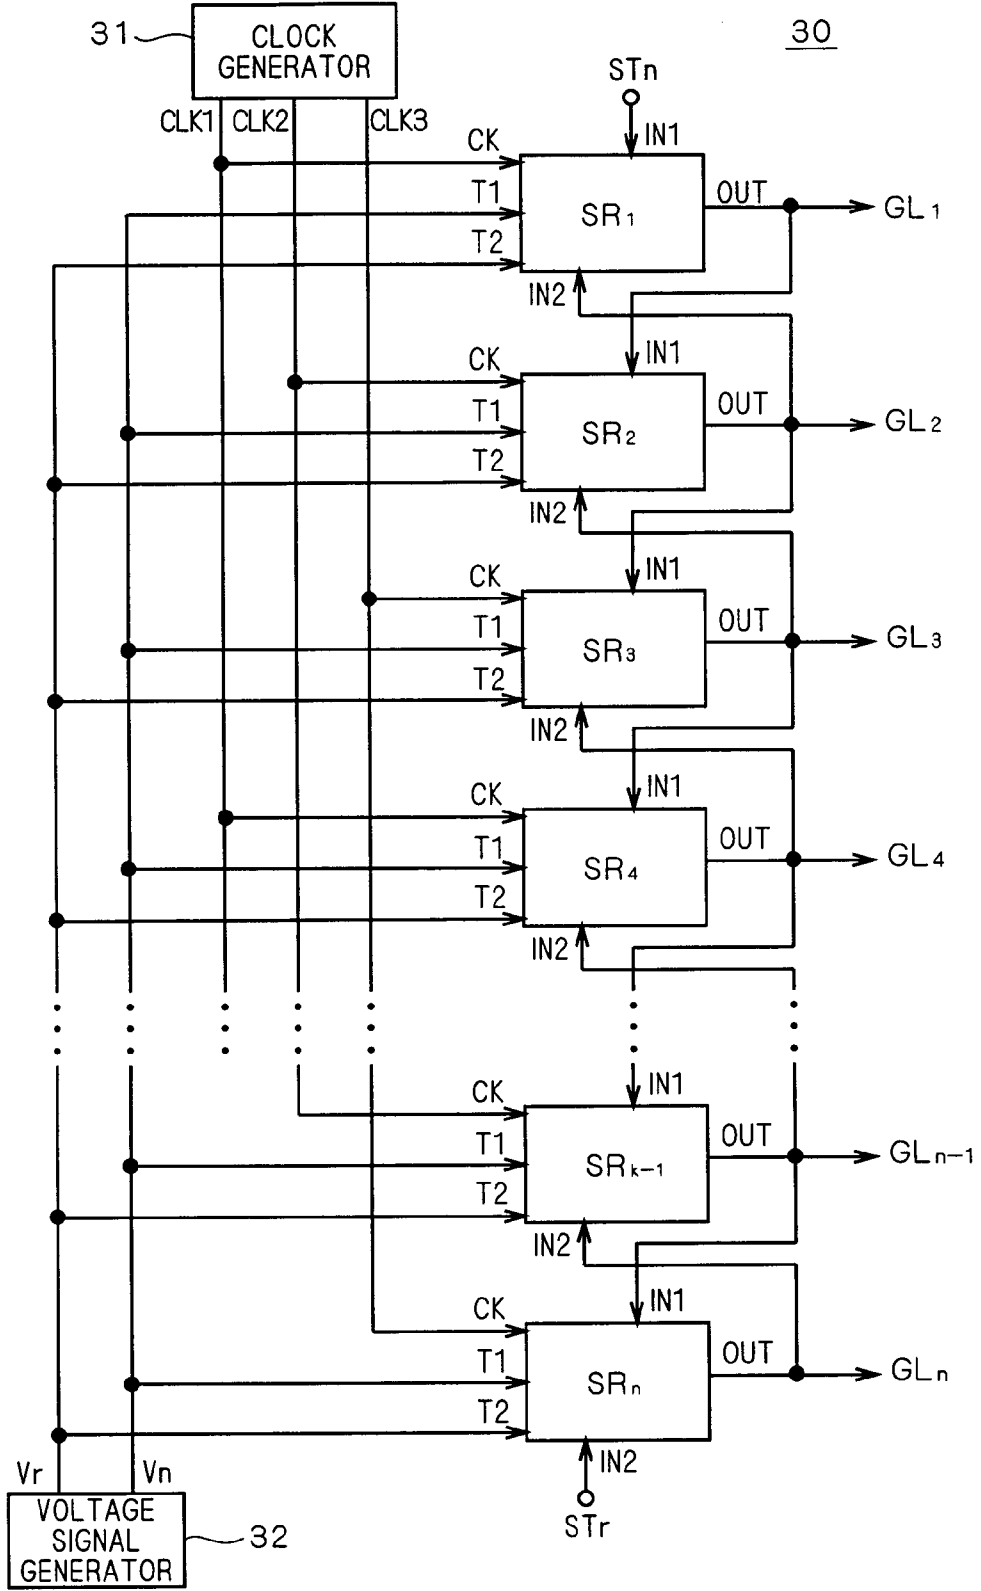 31
CLOCK
GENERATOR
30
CLK1 CLK2 CLK3
STn
IN1
CK
T1
T2
SR1
OUT
GL1
IN2
IN1
CK
T1
T2
SR2
OUT
GL2
IN2
IN1
CK
T1
T2
SR3
OUT
GL3
IN2
IN1
CK
T1
T2
SR4
OUT
GL4
IN2
IN1
CK
T1
T2
SRk-1
OUT
GLn-1
IN2
IN1
CK
T1
T2
SRn
OUT
GLn
IN2
STr
Vr Vn
VOLTAGE
SIGNAL
GENERATOR
32